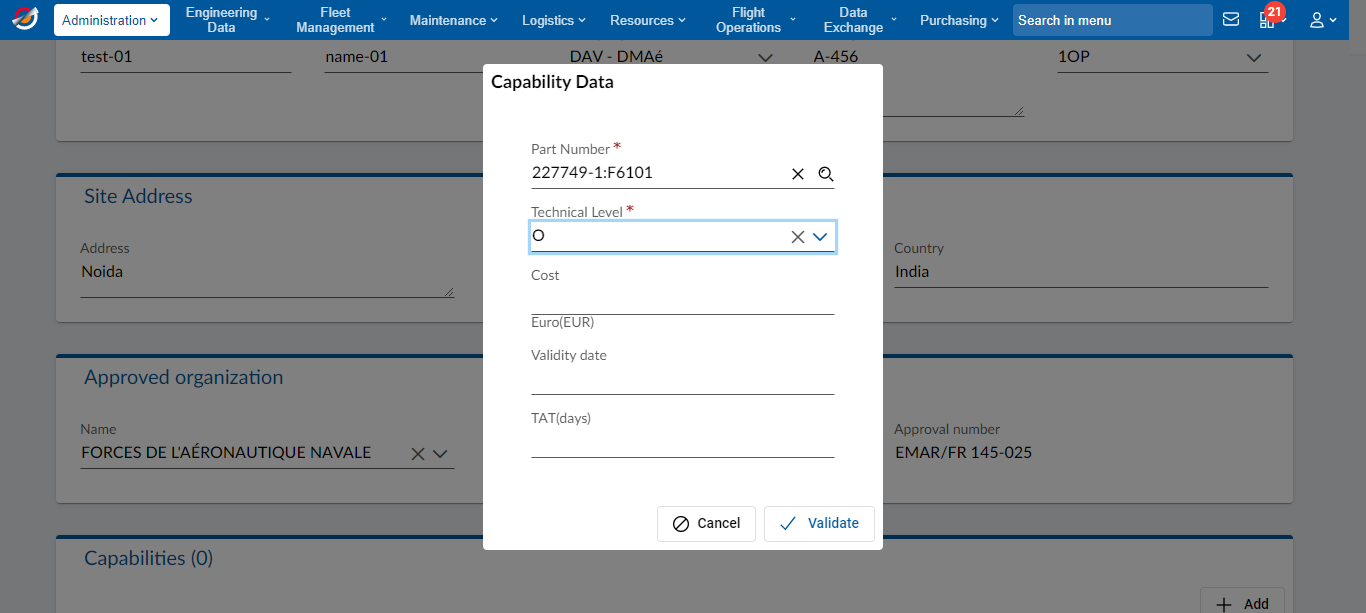 Administration
Engineering Data
Fleet Management
Maintenance
Logistics
Resources
Flight Operations
Data Exchange
Purchasing
Search in menu
21
test-01
name-01
DAV - DMAé
A-456
1OP
Capability Data
Part Number *
227749-1:F6101
Technical Level *
O
Cost
Euro(EUR)
Validity date
TAT(days)
Cancel
Validate
Site Address
Address
Noida
Country
India
Approved organization
Name
FORCES DE L'AÉRONAUTIQUE NAVALE
Approval number
EMAR/FR 145-025
Capabilities (0)
Add